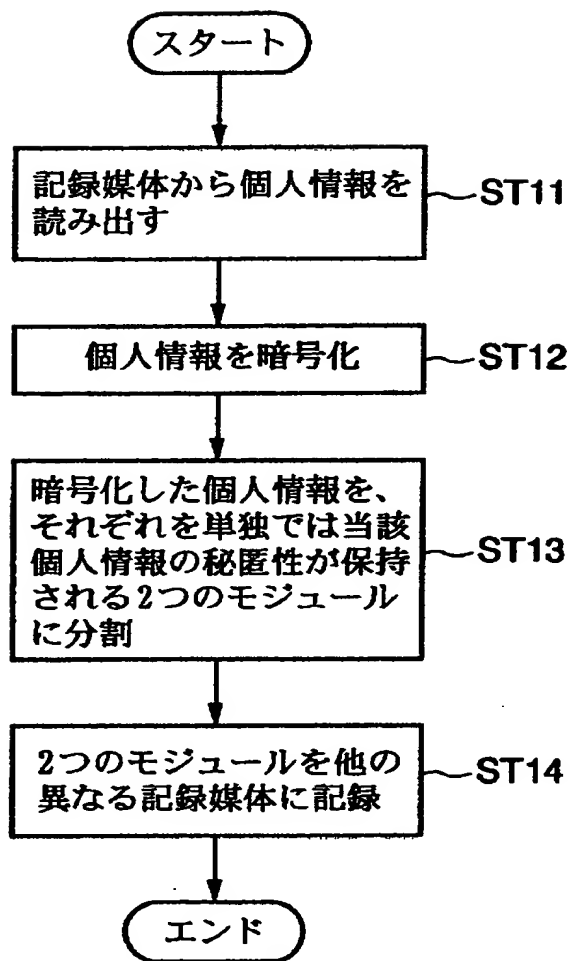 スタート
記録媒体から個人情報を
読み出す
ST11
個人情報を暗号化
ST12
暗号化した個人情報を、
それぞれを単独では当該
個人情報の秘匿性が保持
される2つのモジュール
に分割
ST13
2つのモジュールを他の
異なる記録媒体に記録
ST14
エンド